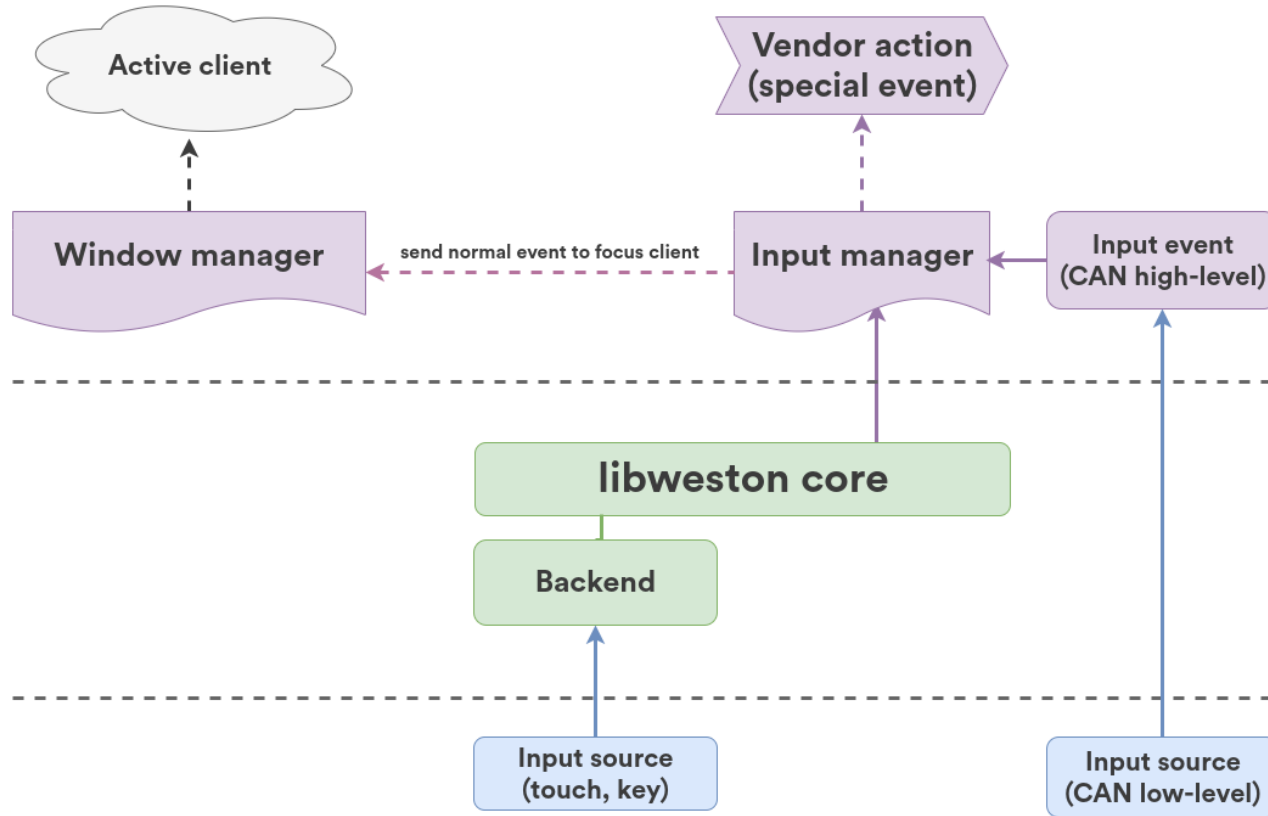 Active client
Vendor action
(special event)
Window manager
send normal event to focus client
Input manager
Input event
(CAN high-level)
libweston core
Backend
Input source
(touch, key)
Input source
(CAN low-level)